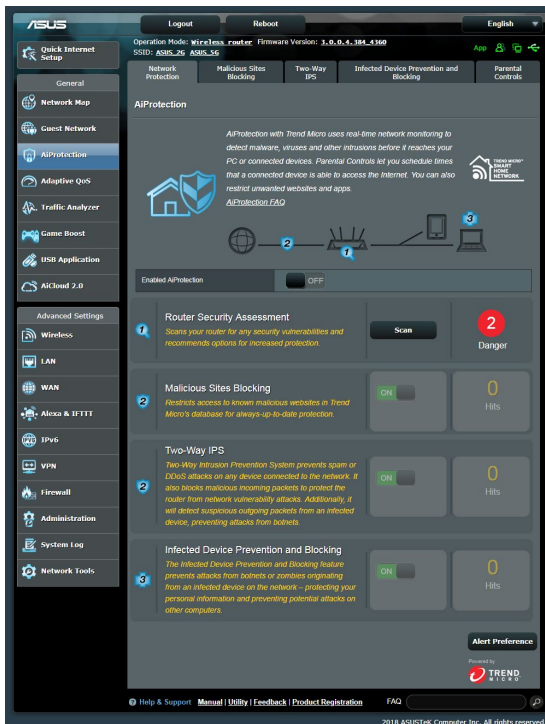 ASUS
Logout
Reboot
English
Quick Internet
Setup
Operation Mode: Wireless router Firmware Version: 3.0.0.4.384_4360
SSID: ASUS_2G ASUS_5G
App
General
Network Map
Guest Network
AiProtection
Adaptive QoS
Traffic Analyzer
Game Boost
USB Application
AiCloud 2.0
Advanced Settings
Wireless
LAN
WAN
Alexa & IFTTT
IPv6
VPN
Firewall
Administration
System Log
Network Tools
Network
Protection
Malicious Sites
Blocking
Two-Way
IPS
Infected Device Prevention and
Blocking
Parental
Controls
AiProtection
AiProtection with Trend Micro uses real-time network monitoring to
detect malware, viruses and other intrusions before it reaches your
PC or connected devices. Parental Controls let you schedule times
that a connected device is able to access the Internet. You can also
restrict unwanted websites and apps.
AiProtection FAQ
TREND MICRO
SMART
HOME
NETWORK
2
1
3
Enabled AiProtection
OFF
1
Router Security Assessment
Scans your router for any security vulnerabilities and
recommends options for increased protection.
Scan
2
Danger
2
Malicious Sites Blocking
Restricts access to known malicious websites in Trend
Micro's database for always-up-to-date protection.
ON
0
Hits
2
Two-Way IPS
Two-Way Intrusion Prevention System prevents spam or
DDoS attacks on any device connected to the network. It
also blocks malicious incoming packets to protect the
router from network vulnerability attacks. Additionally, it
will detect suspicious outgoing packets from an infected
device, preventing attacks from botnets.
ON
0
Hits
3
Infected Device Prevention and Blocking
The Infected Device Prevention and Blocking feature
prevents attacks from botnets or zombies originating
from an infected device on the network – protecting your
personal information and preventing potential attacks on
other computers.
ON
0
Hits
Alert Preference
Powered by
TREND
MICRO
Help & Support Manual | Utility | Feedback | Product Registration FAQ
2018 ASUSTeK Computer Inc. All rights reserved